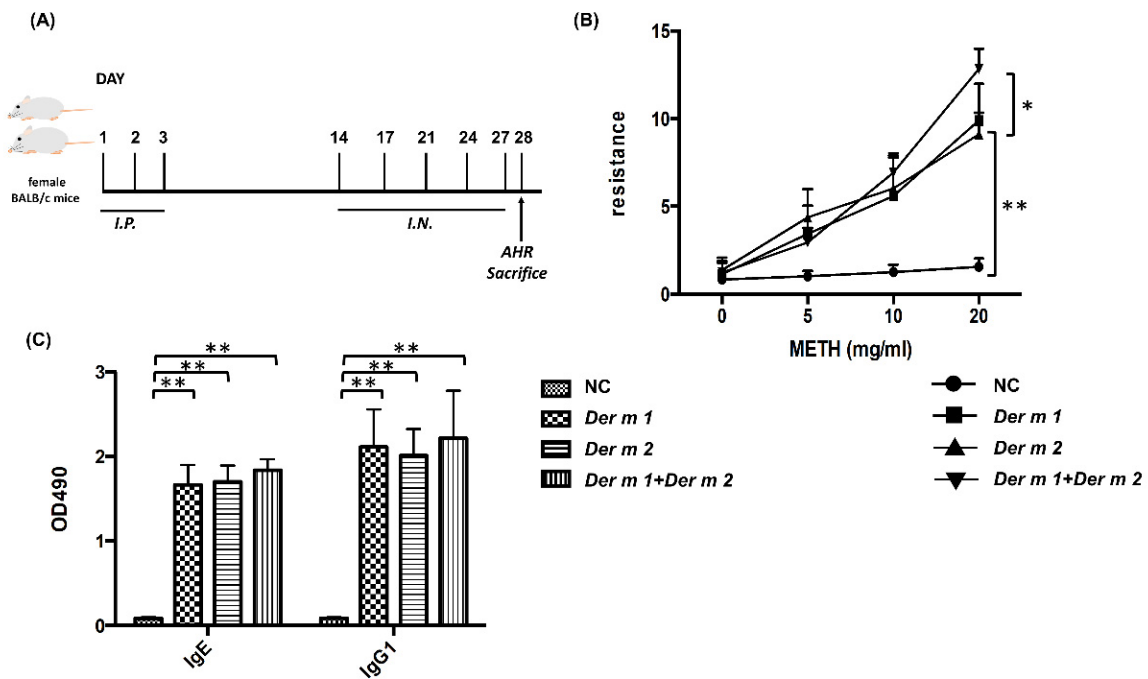 (A)
DAY
1 2 3 14 17 21 24 27 28
female
BALB/c mice
I.P.
I.N.
AHR
Sacrifice
(B)
resistance
15
10
5
0
*
**
0 5 10 20
METH (mg/ml)
NC
Der m 1
Der m 2
Der m 1+Der m 2
(C)
OD490
3
2
1
0
**
**
**
**
**
**
IgE
IgG1
NC
Der m 1
Der m 2
Der m 1+Der m 2